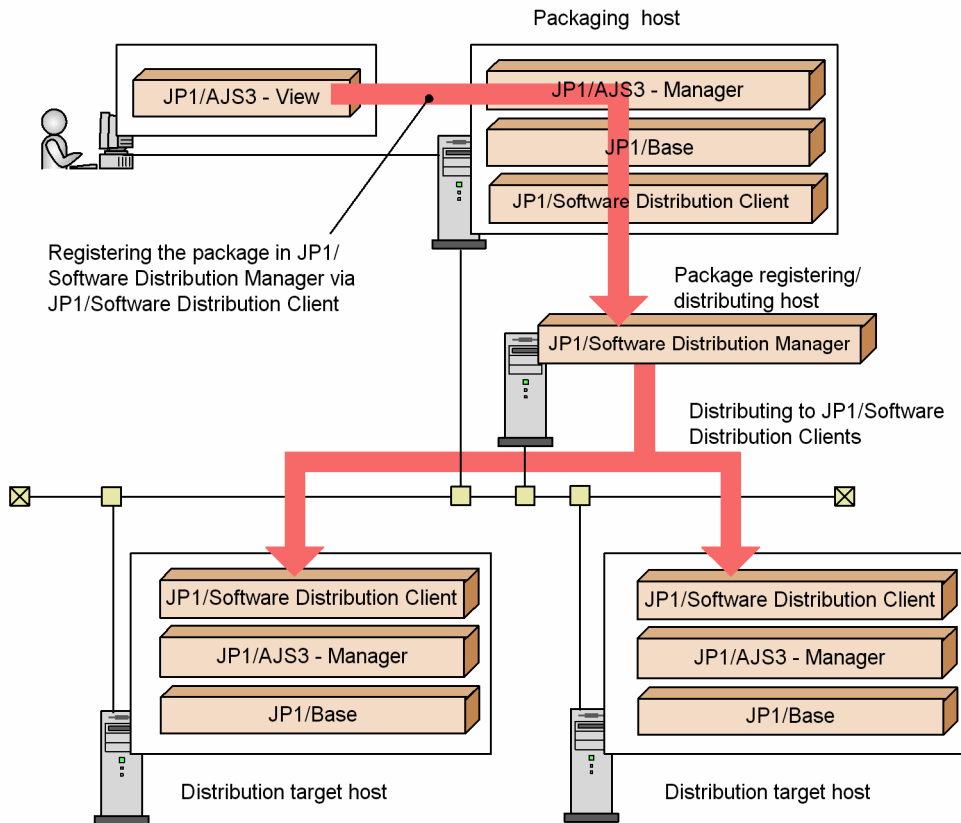 Packaging host
JP1/AJS3 - View
JP1/AJS3 - Manager
JP1/Base
JP1/Software Distribution Client
Registering the package in JP1/
Software Distribution Manager via
JP1/Software Distribution Client
Package registering/
distributing host
JP1/Software Distribution Manager
Distributing to JP1/Software
Distribution Clients
JP1/Software Distribution Client
JP1/AJS3 - Manager
JP1/Base
Distribution target host
JP1/Software Distribution Client
JP1/AJS3 - Manager
JP1/Base
Distribution target host